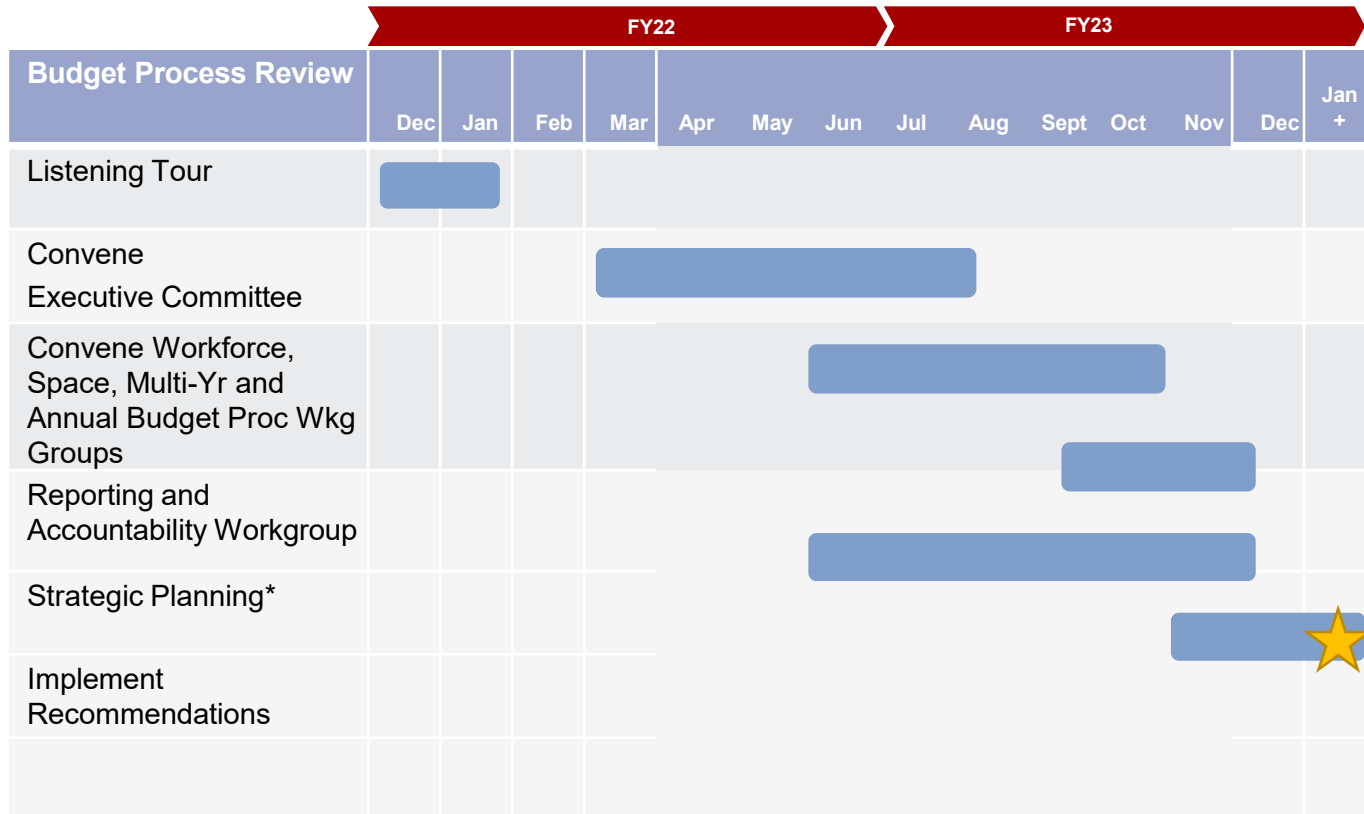 FY22 FY23
Budget Process Review
Dec Jan Feb Mar Apr May Jun Jul Aug Sept Oct Nov Dec Jan
+
Listening Tour
Convene
Executive Committee
Convene Workforce,
Space, Multi-Yr and
Annual Budget Proc Wkg
Groups
Reporting and
Accountability Workgroup
Strategic Planning*
Implement
Recommendations